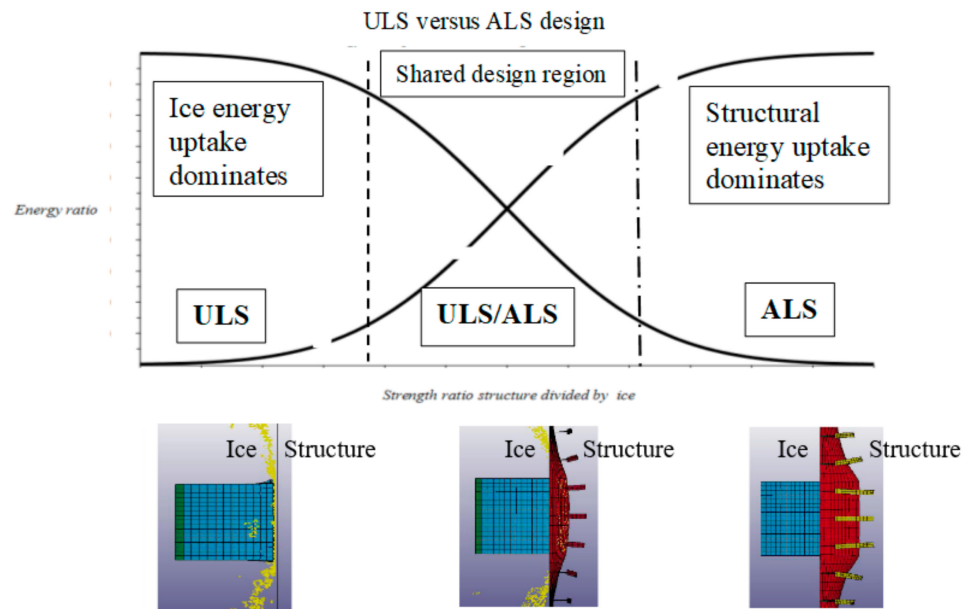 ULS versus ALS design
Shared design region
Ice energy
uptake
dominates
Structural
energy uptake
dominates
Energy ratio
ULS
ULS/ALS
ALS
Strength ratio structure divided by ice
Ice Structure
Ice Structure
Ice Structure